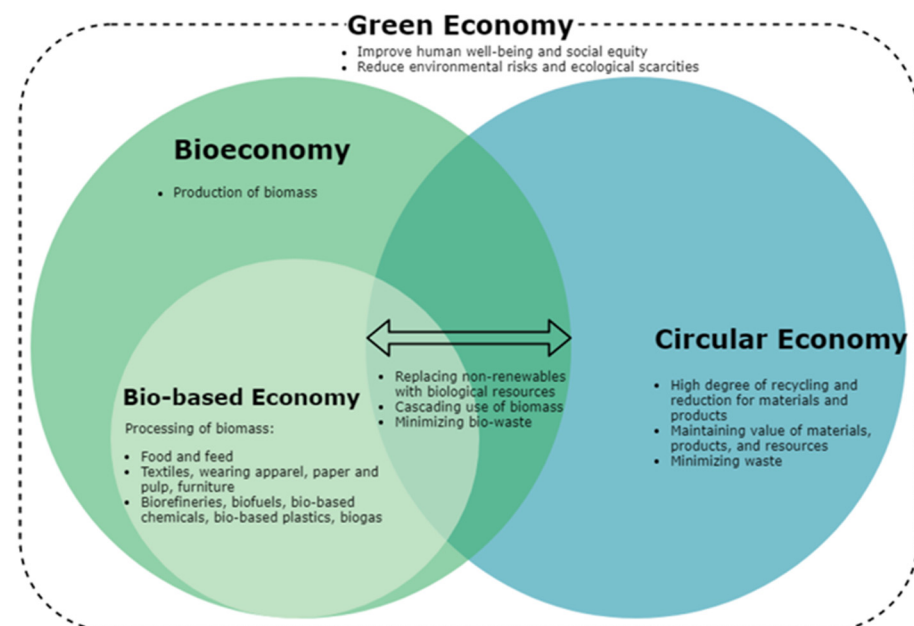 Green Economy
• Improve human well-being and social equity
• Reduce environmental risks and ecological scarcities
Bioeconomy
• Production of biomass
Bio-based Economy
Processing of biomass:
• Food and feed
• Textiles, wearing apparel, paper and
pulp, furniture
• Biorefineries, biofuels, bio-based
chemicals, bio-based plastics, biogas
• Replacing non-renewables
with biological resources
• Cascading use of biomass
• Minimizing bio-waste
Circular Economy
• High degree of recycling and
reduction for materials and
products
• Maintaining value of materials,
products, and resources
• Minimizing waste